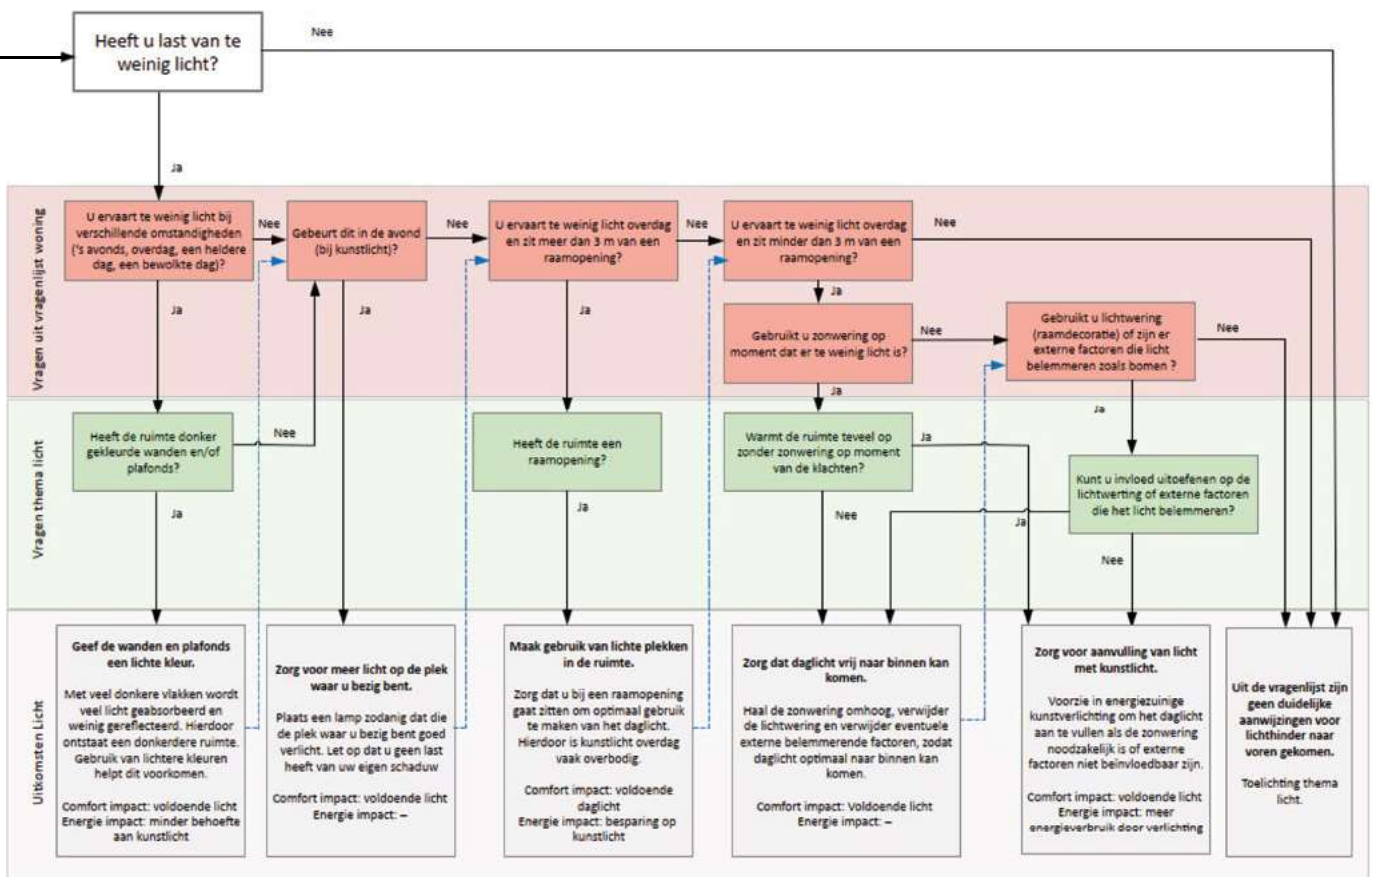 Heeft u last van te
weinig licht?
Nee
Ja
Vragen uit vragenlijst woning
U ervaart te weinig licht bij
verschillende omstandigheden
('s avonds, overdag, een heldere
dag, een bewolkte dag)?
Nee
Ja
Gebeurt dit in de avond
(bij kunstlicht)?
Nee
Ja
U ervaart te weinig licht overdag
en zit meer dan 3 m van een
raamopening?
Nee
Ja
U ervaart te weinig licht overdag
en zit minder dan 3 m van een
raamopening?
Nee
Ja
Gebruikt u zonwering op
moment dat er te weinig licht is?
Nee
Ja
Gebruikt u lichtwering
(raamdecoratie) of zijn er
externe factoren die licht
belemmeren zoals bomen ?
Nee
Ja
Vragen thema licht
Heeft de ruimte donker
gekleurde wanden en/of
plafonds?
Nee
Ja
Heeft de ruimte een
raamopening?
Ja
Warmt de ruimte teveel op
zonder zonwering op moment
van de klachten?
Ja
Nee
Kunt u invloed uitoefenen op de
lichtwerting of externe factoren
die het licht belemmeren?
Ja
Nee
Uitkomsten Licht
Geef de wanden en plafonds
een lichte kleur.
Met veel donkere vlakken wordt
veel licht geabsorbeerd en
weinig gereflecteerd. Hierdoor
ontstaat een donkerdere ruimte.
Gebruik van lichtere kleuren
helpt dit voorkomen.
Comfort impact: voldoende licht
Energie impact: minder behoefte
aan kunstlicht
Zorg voor meer licht op de plek
waar u bezig bent.
Plaats een lamp zodanig dat die
de plek waar u bezig bent goed
verlicht. Let op dat u geen last
heeft van uw eigen schaduw
Comfort impact: voldoende licht
Energie impact: –
Maak gebruik van lichte plekken
in de ruimte.
Zorg dat u bij een raamopening
gaat zitten om optimaal gebruik
te maken van het daglicht.
Hierdoor is kunstlicht overdag
vaak overbodig.
Comfort impact: voldoende
daglicht
Energie impact: besparing op
kunstlicht
Zorg dat daglicht vrij naar binnen kan
komen.
Haal de zonwering omhoog, verwijder
de lichtwering en verwijder eventuele
externe belemmerende factoren, zodat
daglicht optimaal naar binnen kan
komen.
Comfort impact: Voldoende licht
Energie impact: –
Zorg voor aanvulling van licht
met kunstlicht.
Voorzie in energiezuinige
kunstverlichting om het daglicht
aan te vullen als de zonwering
noodzakelijk is of externe
factoren niet beïnvloedbaar zijn.
Comfort impact: voldoende licht
Energie impact: meer
energieverbruik door verlichting
Uit de vragenlijst zijn
geen duidelijke
aanwijzingen voor
lichthinder naar
voren gekomen.
Toelichting thema
licht.